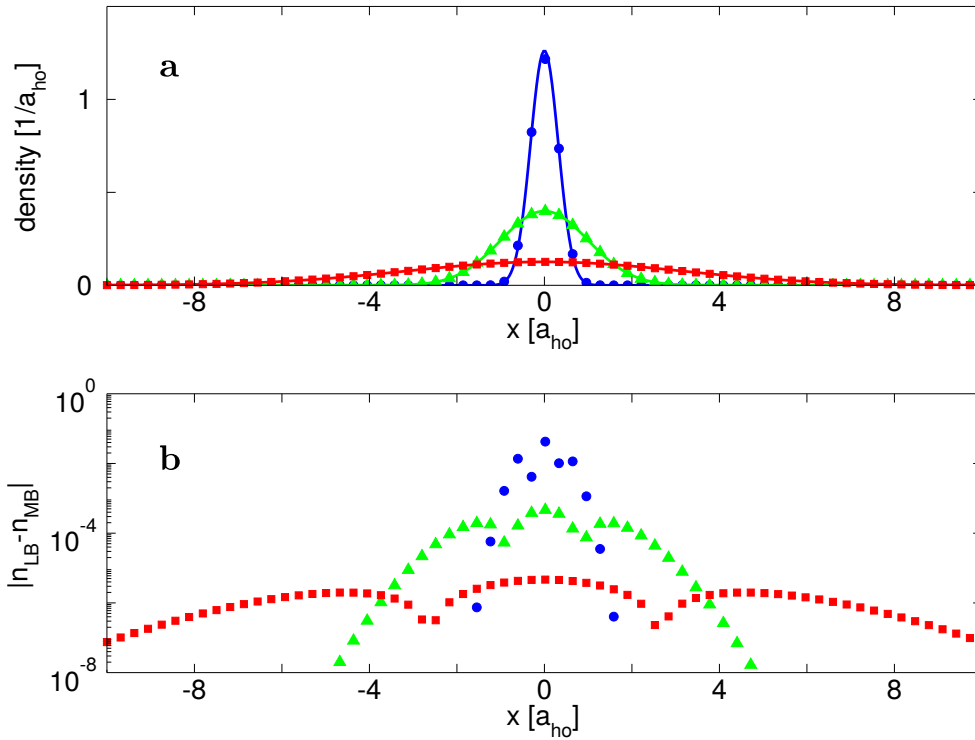 a
density [1/a_ho]
1
0
-8 -4 0 4 8
x [a_ho]
b
|n_LB-n_MB|
10^0
10^-4
10^-8
-8 -4 0 4 8
x [a_ho]